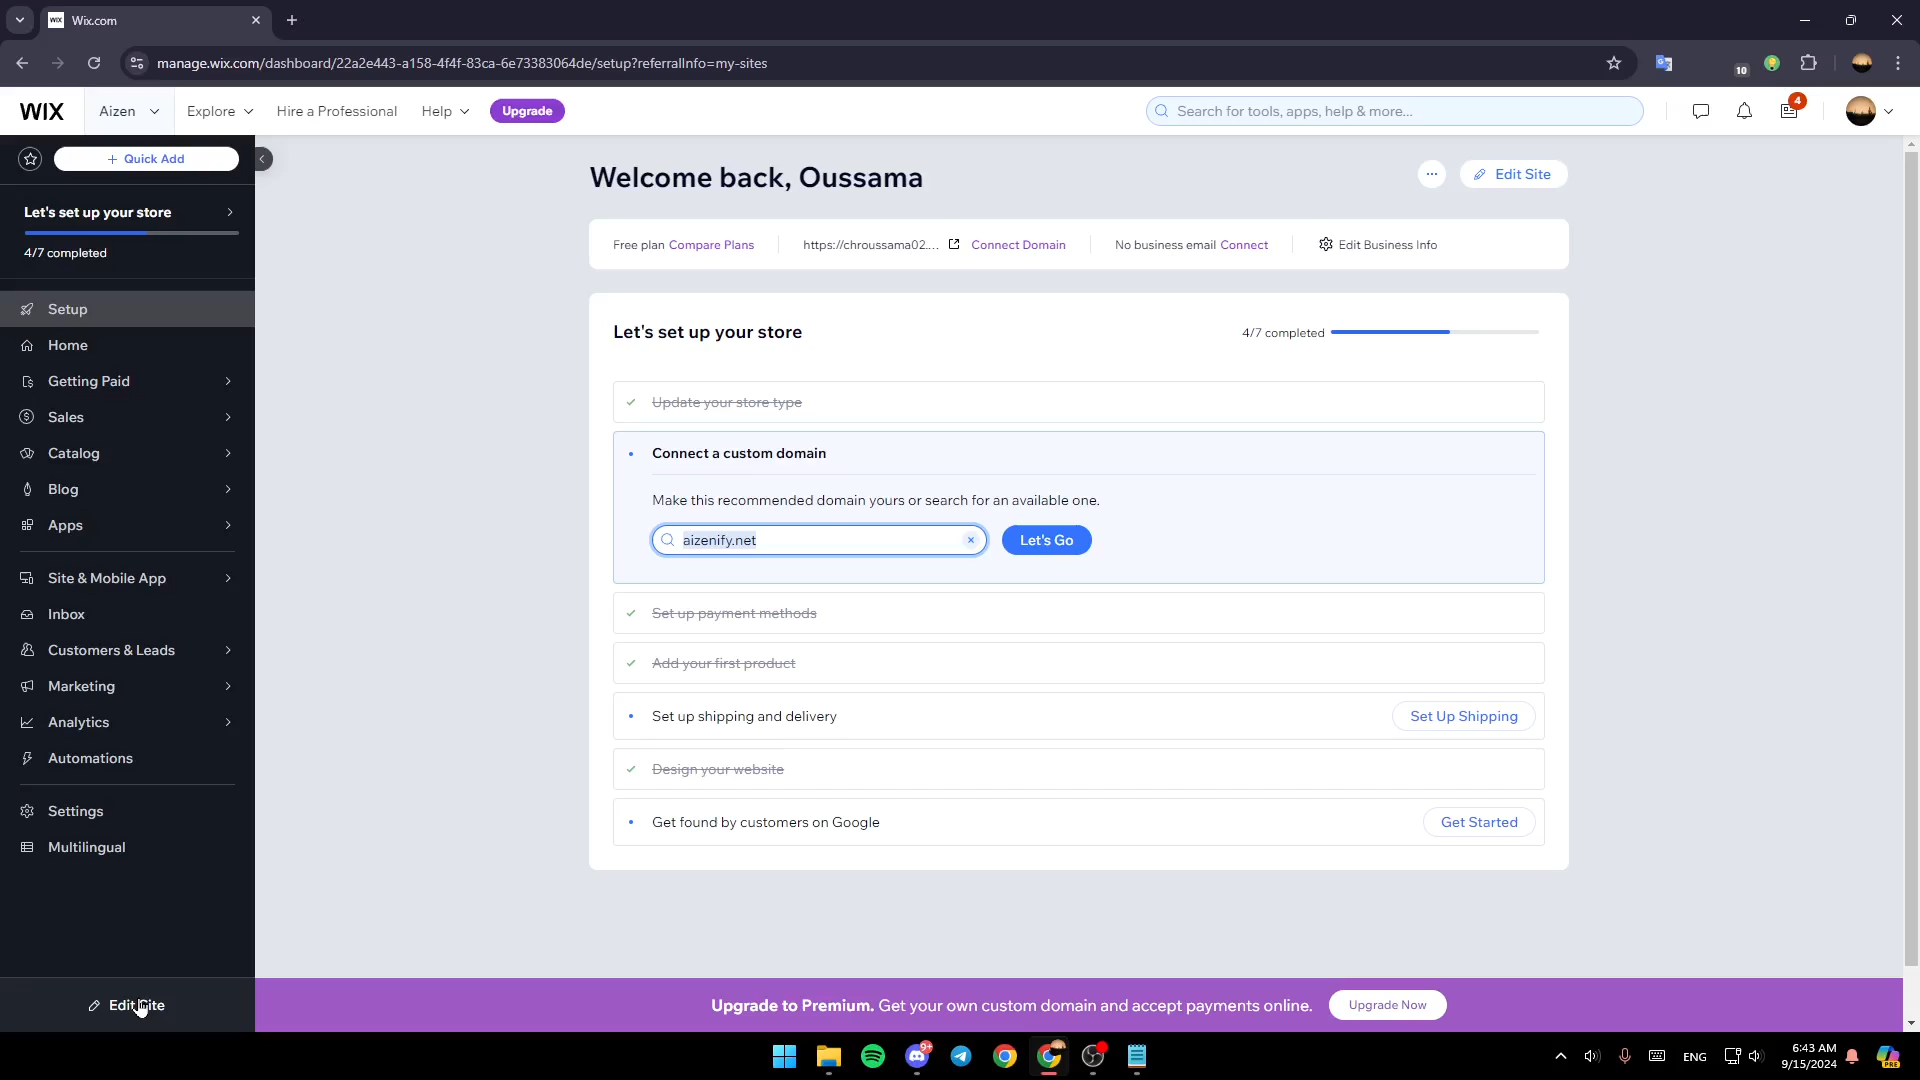 Wix.com
manage.wix.com/dashboard/22a2e443-a158-4f4f-83ca-6e73383064de/setup?referralInfo=my-sites
10
WIX
Aizen
Explore
Hire a Professional
Help
Upgrade
Search for tools, apps, help & more...
4
+ Quick Add
Let's set up your store
4/7 completed
Setup
Home
Getting Paid
Sales
Catalog
Blog
Apps
Site & Mobile App
Inbox
Customers & Leads
Marketing
Analytics
Automations
Settings
Multilingual
Edit Site
Welcome back, Oussama
Edit Site
Free plan Compare Plans
https://chroussama02.... Connect Domain
No business email Connect
Edit Business Info
Let's set up your store
4/7 completed
Update your store type
Connect a custom domain
Make this recommended domain yours or search for an available one.
aizenify.net
Let's Go
Set up payment methods
Add your first product
Set up shipping and delivery
Set Up Shipping
Design your website
Get found by customers on Google
Get Started
Upgrade to Premium. Get your own custom domain and accept payments online.
Upgrade Now
9+
ENG
6:43 AM
9/15/2024
PRE